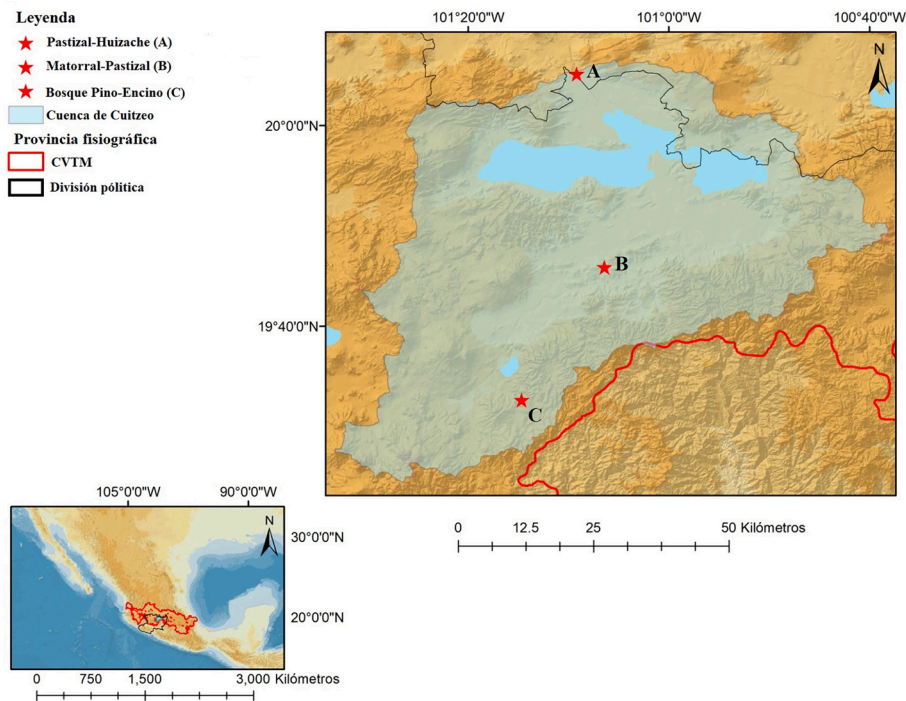 Leyenda
Pastizal-Huizache (A)
Matorral-Pastizal (B)
Bosque Pino-Encino (C)
Cuenca de Cuitzeo
Provincia fisiográfica
CVTM
División pólitica
101°20'0"W 101°0'0"W 100°40'0"W
N
A
20°0'0"N
B
19°40'0"N
C
105°0'0"W 90°0'0"W
N
30°0'0"N
20°0'0"N
0 750 1,500 3,000 Kilómetros
0 12.5 25 50 Kilómetros